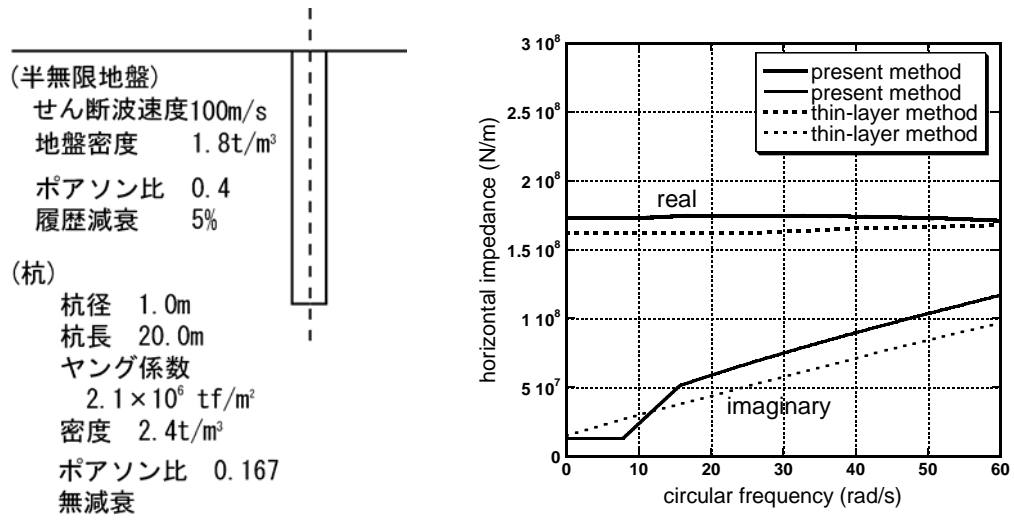 (半無限地盤)
せん断波速度100m/s
地盤密度 1.8t/m³
ポアソン比 0.4
履歴減衰 5%
(杭)
杭径 1.0m
杭長 20.0m
ヤング係数
2.1×10⁶ tf/m²
密度 2.4t/m³
ポアソン比 0.167
無減衰
horizontal impedance (N/m)
3 10⁸
2.5 10⁸
2 10⁸
1.5 10⁸
1 10⁸
5 10⁷
0
present method
present method
thin-layer method
thin-layer method
real
imaginary
0 10 20 30 40 50 60
circular frequency (rad/s)